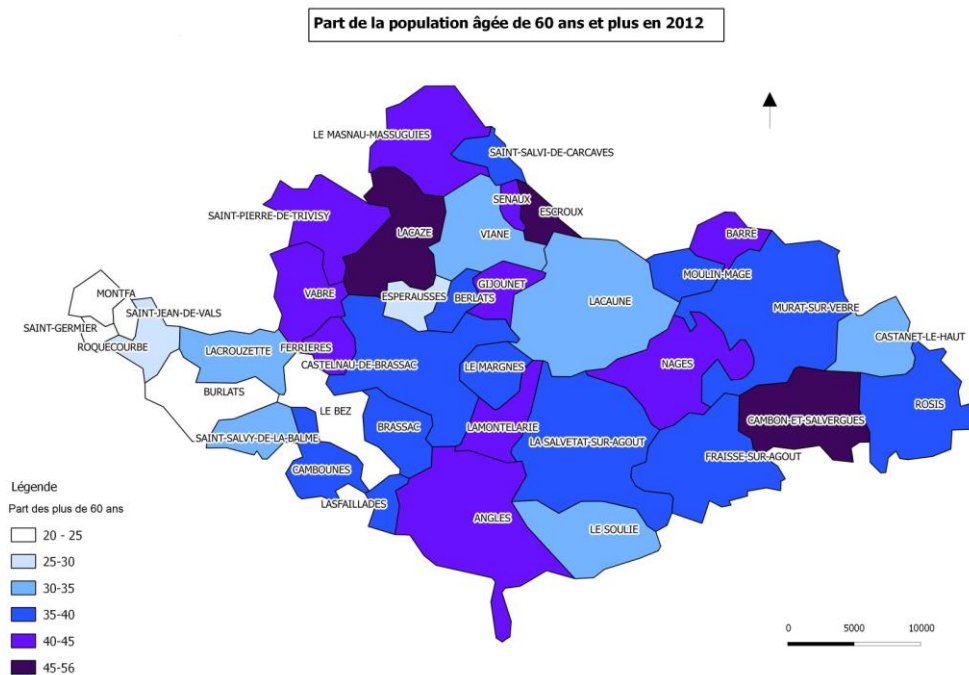 Part de la population âgée de 60 ans et plus en 2012
LE MASNAU-MASSUGUIES
SAINT-SALVI-DE-CARCAVES
SENAUX
SAINT-PIERRE-DE-TRIVISY
ESCROUX
LACAZE
VIANE
BARRE
MOULIN-MAGE
GIJOUNET
MONTFA
VABRE
ESPERAUSSES
BERLATS
LACAUNE
MURAT-SUR-VEBRE
SAINT-JEAN-DE-VALS
SAINT-GERMIER
CASTANET-LE-HAUT
ROQUECOURBE
LACROUZETTE
FERRIERES
CASTELNAU-DE-BRASSAC
LE MARGNES
NAGES
BURLATS
ROSIS
LE BEZ
CAMBON-ET-SALVERGUES
BRASSAC
LAMONTELARIE
SAINT-SALVY-DE-LA-BALME
LA SALVETAT-SUR-AGOUT
FRAISSE-SUR-AGOUT
CAMBOUNES
LASFAILLADES
ANGLES
LE SOULIE
Légende
Part des plus de 60 ans
20 - 25
25-30
30-35
35-40
40-45
45-56
0 5000 10000